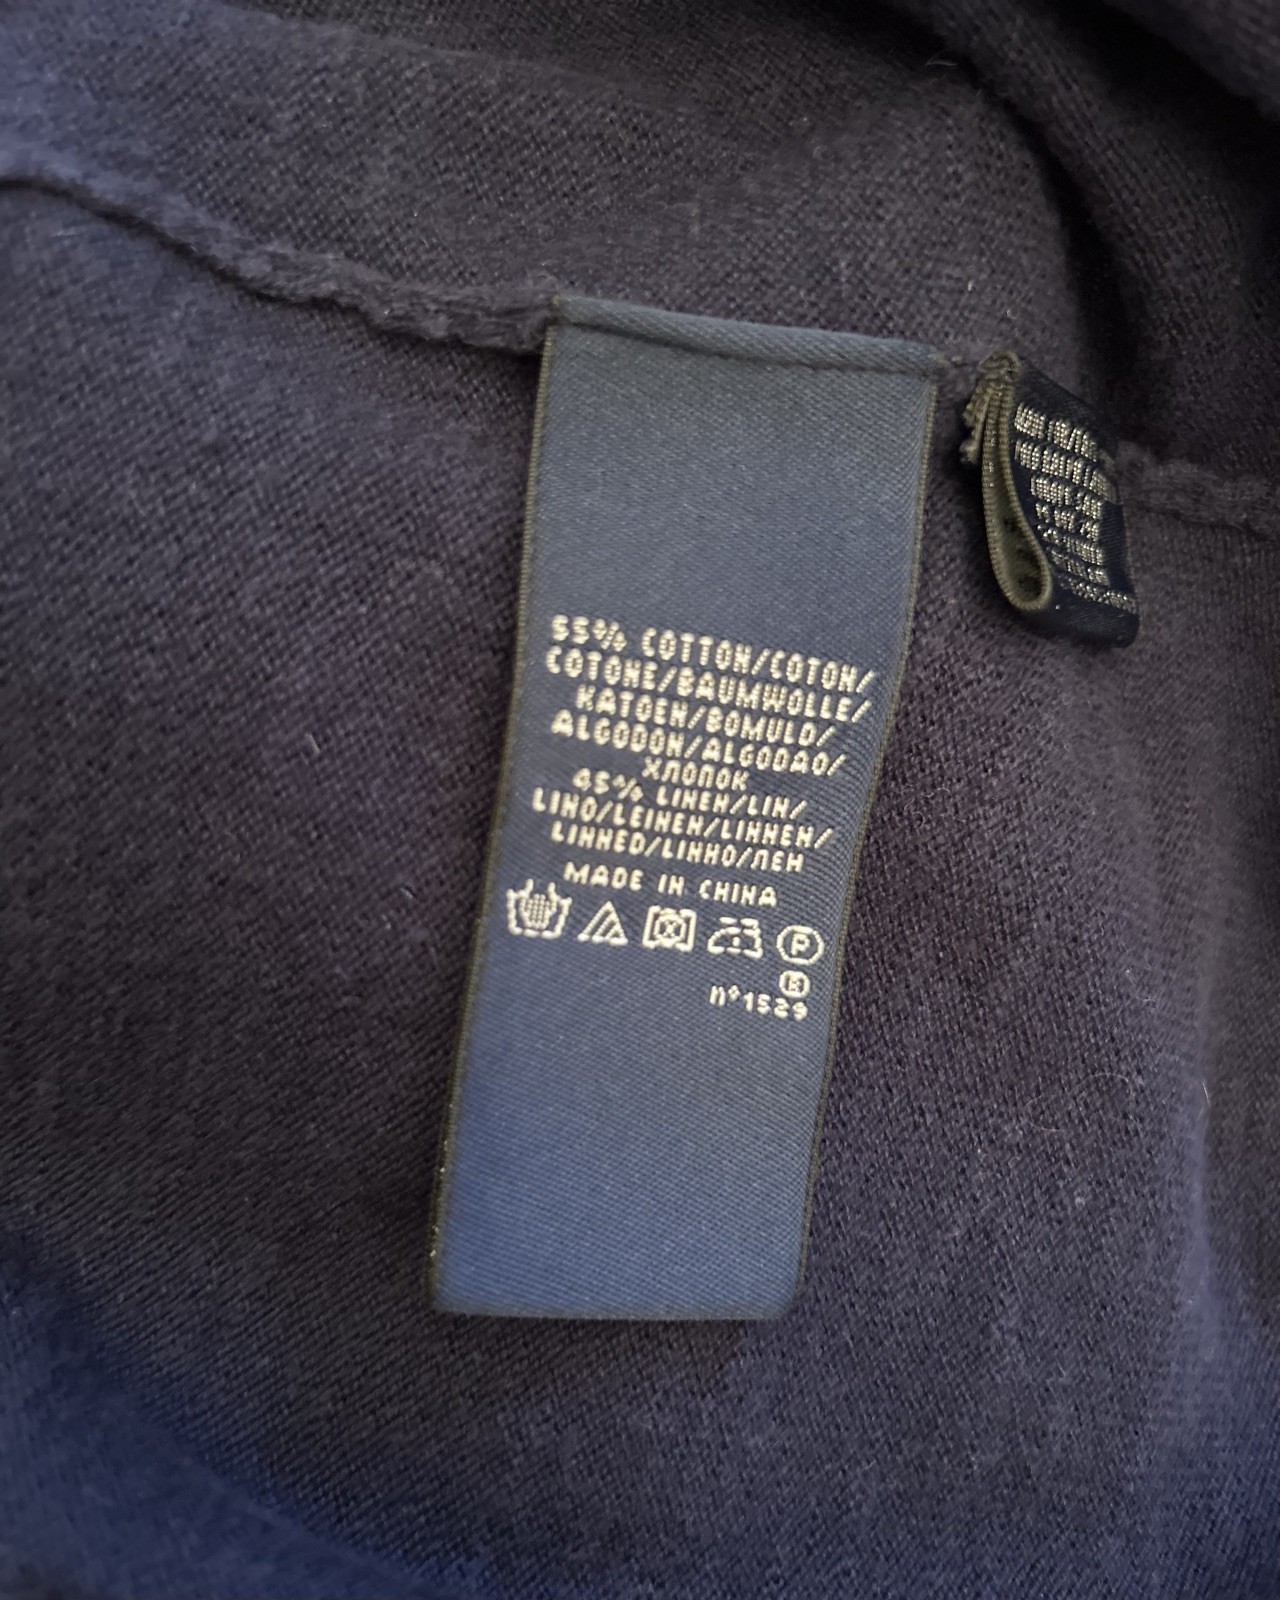 55% COTTON/COTON/
COTONE/BAUMWOLLE/
KATOEN/BOMULD/
ALGODON/ALGODAO/
ХЛОПОК
45% LINEN/LIN/
LINO/LEINEN/LINNEN/
LINNED/LINHO/ЛЕН
MADE IN CHINA
P
R
n°1529